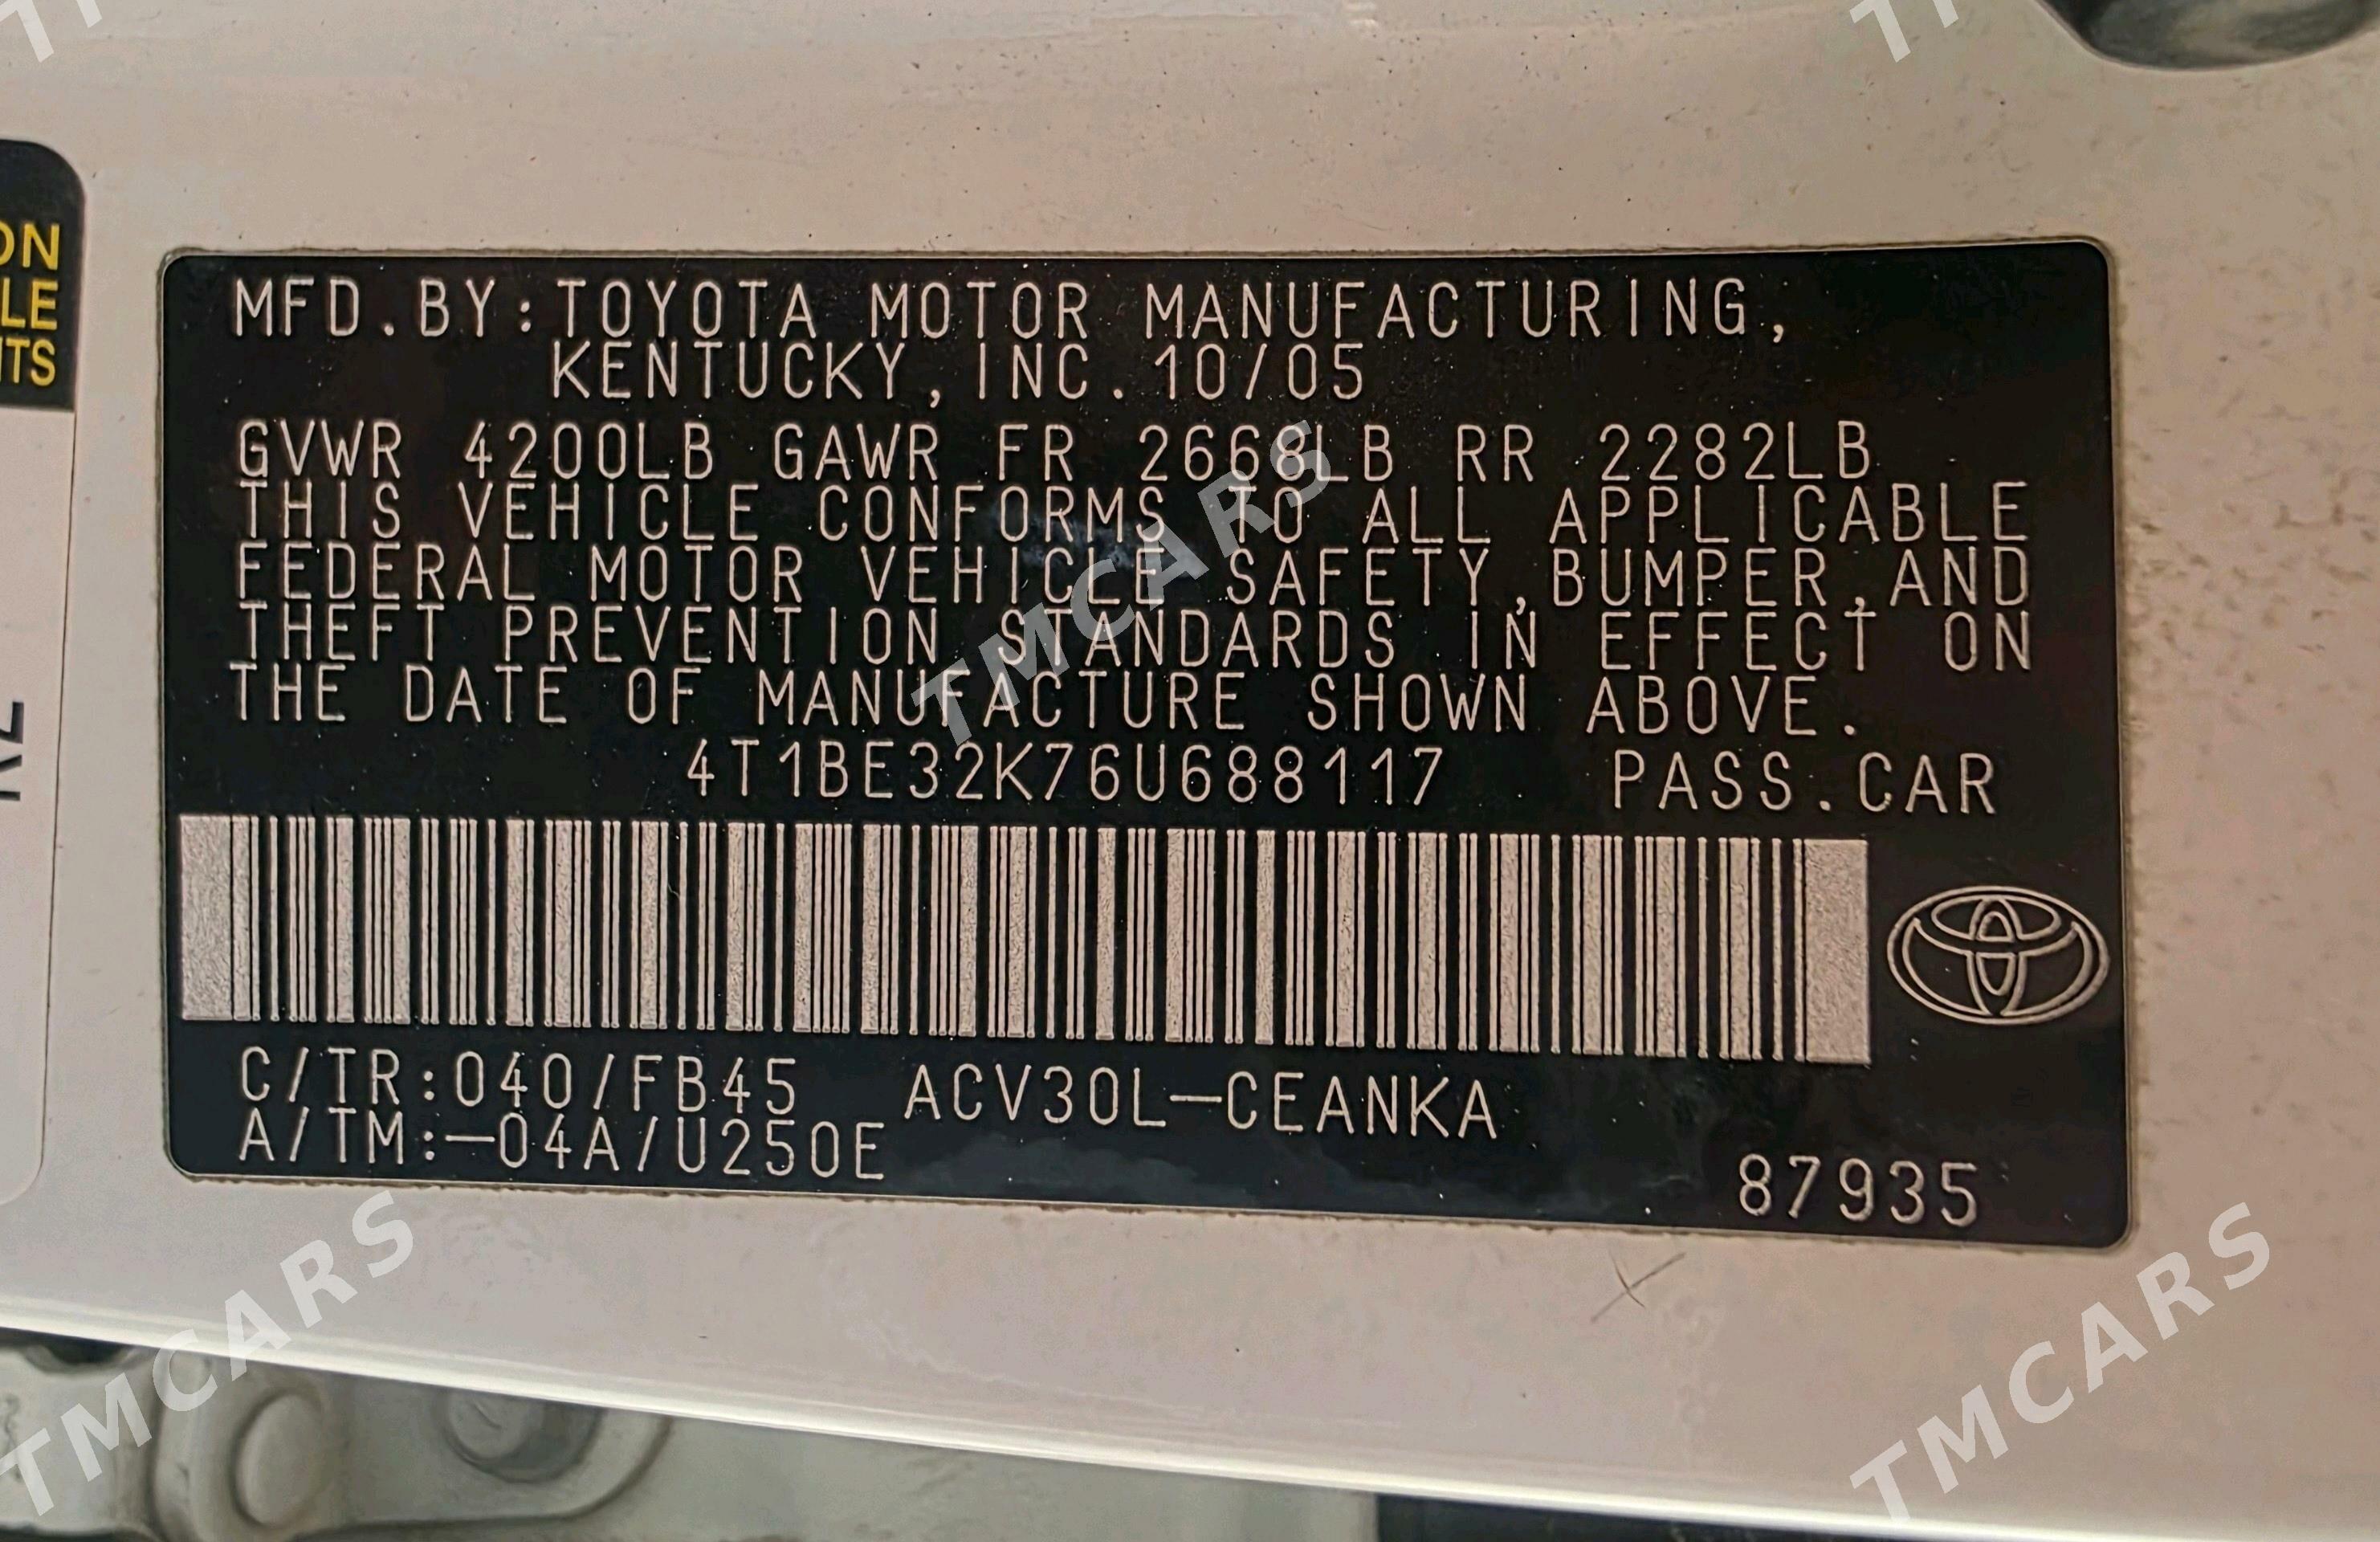 MFD.BY:TOYOTA MOTOR MANUFACTURING,
KENTUCKY,INC.10/05
GVWR 4200LB GAWR FR 2668LB RR 2282LB
THIS VEHICLE CONFORMS TO ALL APPLICABLE
FEDERAL MOTOR VEHICLE SAFETY,BUMPER,AND
THEFT PREVENTION STANDARDS IN EFFECT ON
THE DATE OF MANUFACTURE SHOWN ABOVE.
4T1BE32K76U688117 PASS.CAR
C/TR:040/FB45 ACV30L-CEANKA
A/TM:-04A/U250E
87935
TMCARS
TMCARS
TMCARS